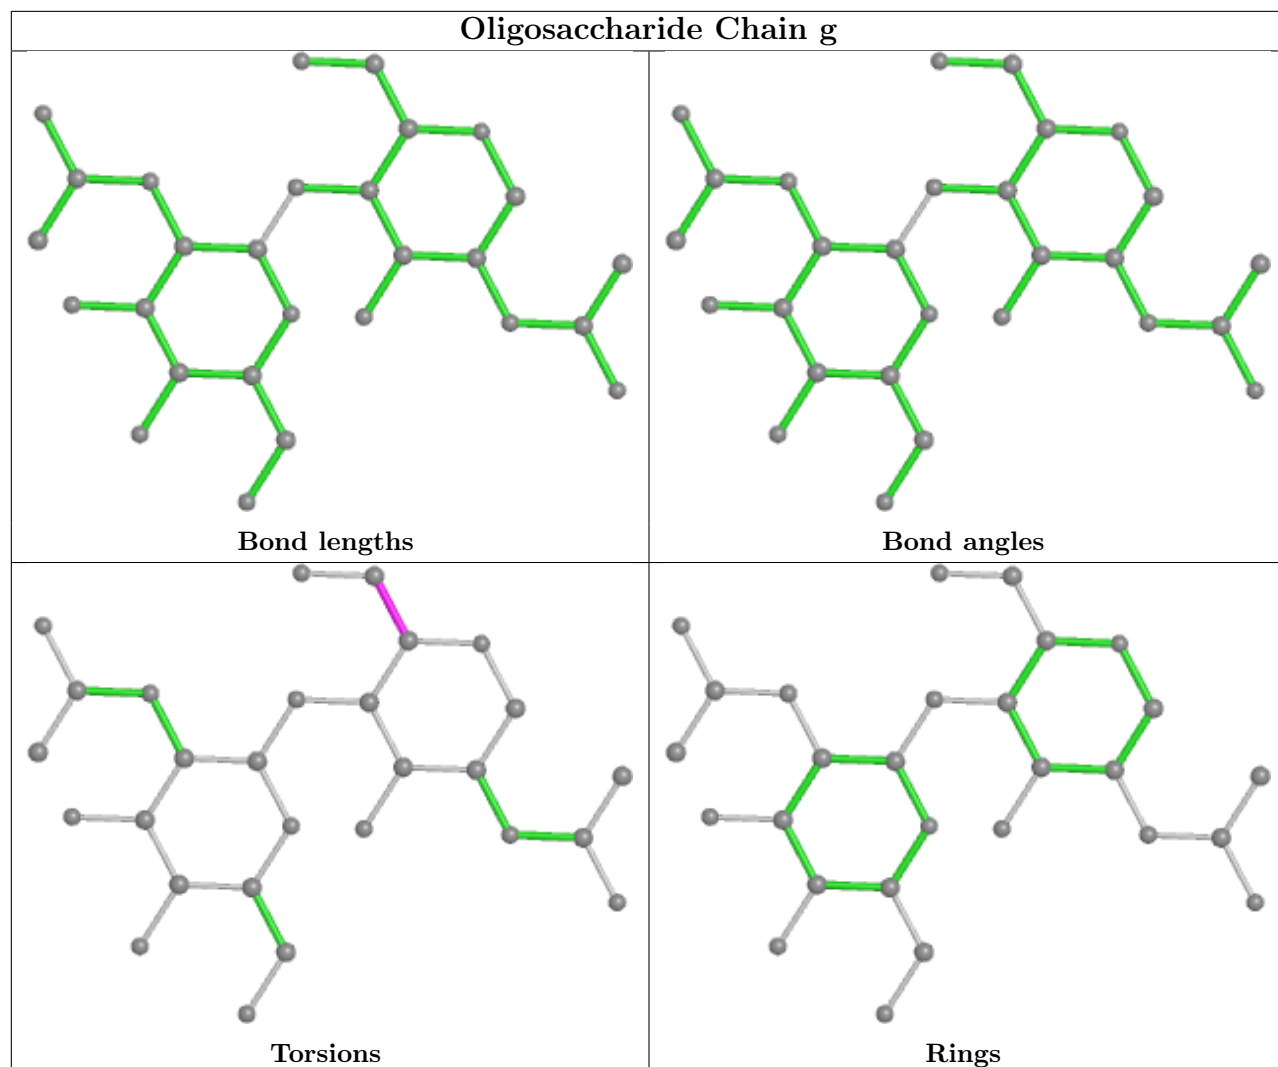 Oligosaccharide Chain g
Bond lengths
Bond angles
Torsions
Rings